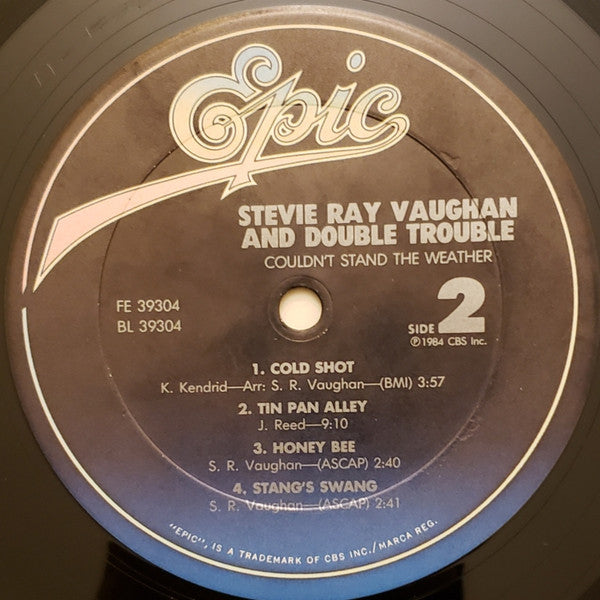 Epic
STEVIE RAY VAUGHAN
AND DOUBLE TROUBLE
COULDN'T STAND THE WEATHER
FE 39304
BL 39304
SIDE 2
℗1984 CBS Inc.
1. COLD SHOT
K. Kendrid—Arr: S. R. Vaughan—(BMI) 3:57
2. TIN PAN ALLEY
J. Reed—9:10
3. HONEY BEE
S. R. Vaughan—(ASCAP) 2:40
4. STANG'S SWANG
S. R. Vaughan—(ASCAP) 2:41
"EPIC", IS A TRADEMARK OF CBS INC./MARCA REG.